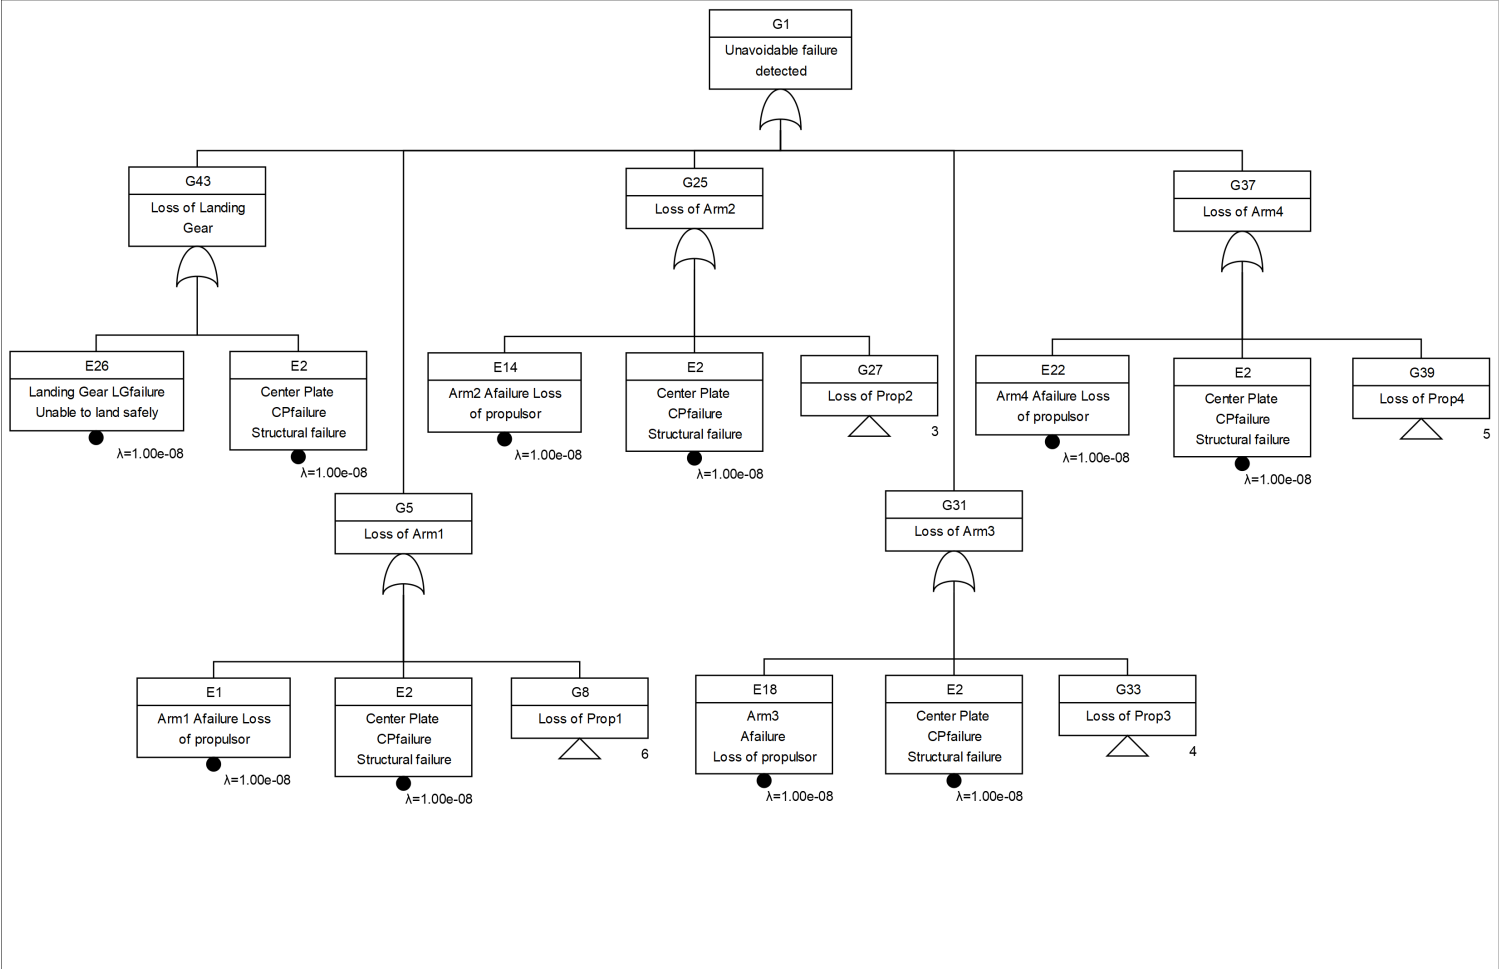 G1
Unavoidable failure
detected
G43
Loss of Landing
Gear
G25
Loss of Arm2
G37
Loss of Arm4
E26
Landing Gear LGfailure
Unable to land safely
λ=1.00e-08
E2
Center Plate
CPfailure
Structural failure
λ=1.00e-08
E14
Arm2 Afailure Loss
of propulsor
λ=1.00e-08
E2
Center Plate
CPfailure
Structural failure
λ=1.00e-08
G27
Loss of Prop2
3
E22
Arm4 Afailure Loss
of propulsor
λ=1.00e-08
E2
Center Plate
CPfailure
Structural failure
λ=1.00e-08
G39
Loss of Prop4
5
G5
Loss of Arm1
G31
Loss of Arm3
E1
Arm1 Afailure Loss
of propulsor
λ=1.00e-08
E2
Center Plate
CPfailure
Structural failure
λ=1.00e-08
G8
Loss of Prop1
6
E18
Arm3
Afailure
Loss of propulsor
λ=1.00e-08
E2
Center Plate
CPfailure
Structural failure
λ=1.00e-08
G33
Loss of Prop3
4